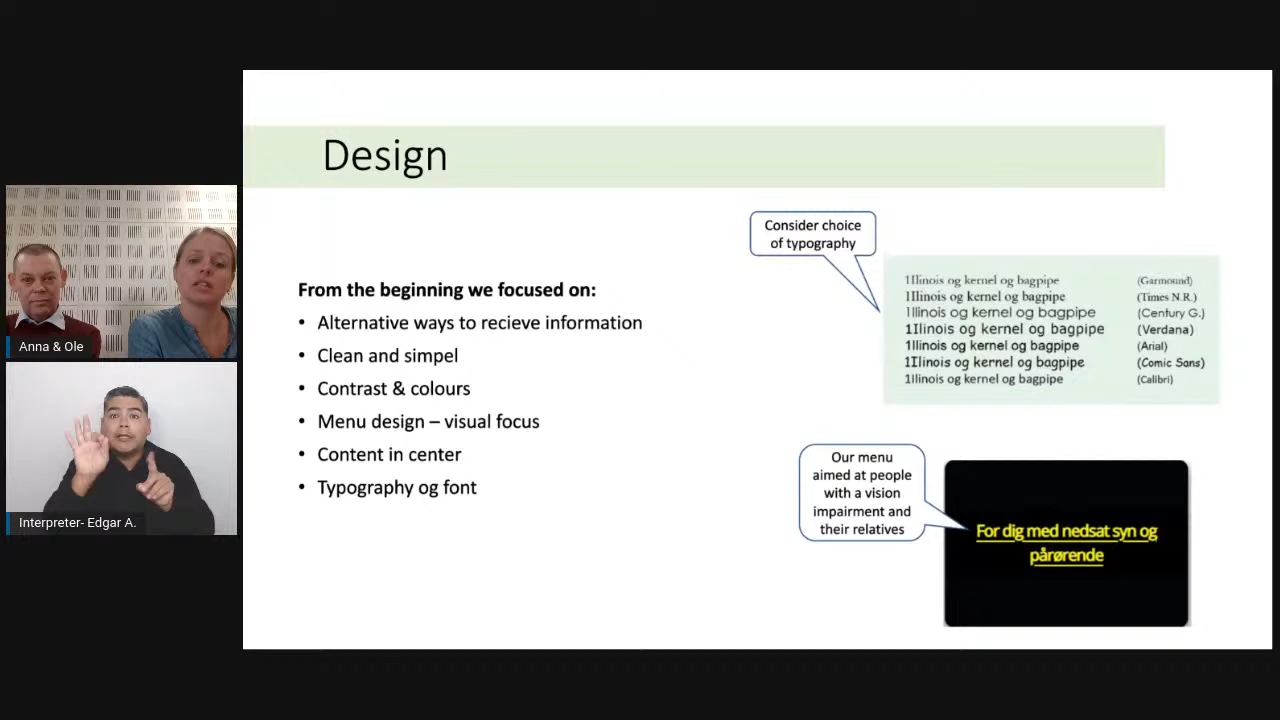 Design
Consider choice
of typography
From the beginning we focused on:
• Alternative ways to recieve information
• Clean and simpel
• Contrast & colours
• Menu design – visual focus
• Content in center
• Typography og font
1Ilinois og kernel og bagpipe (Garmound)
1Ilinois og kernel og bagpipe (Times N.R.)
1Ilinois og kernel og bagpipe (Century G.)
1Ilinois og kernel og bagpipe (Verdana)
1Ilinois og kernel og bagpipe (Arial)
1Ilinois og kernel og bagpipe (Comic Sans)
1Ilinois og kernel og bagpipe (Calibri)
Our menu
aimed at people
with a vision
impairment and
their relatives
For dig med nedsat syn og
pårørende
Anna & Ole
Interpreter- Edgar A.